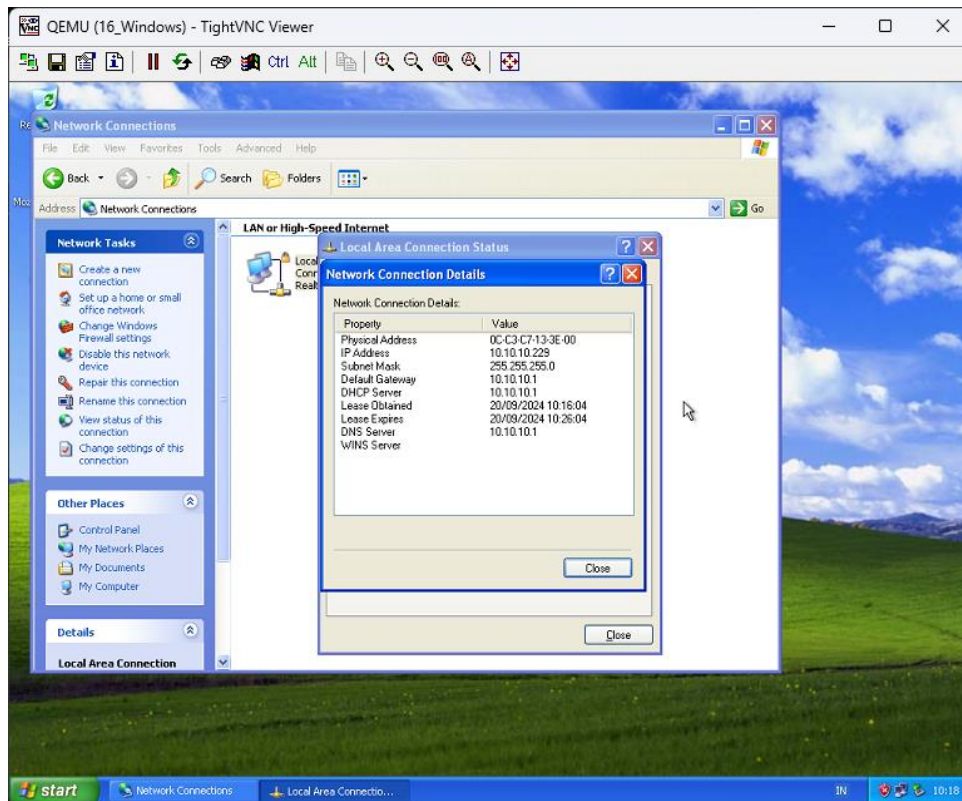 QEMU (16_Windows) - TightVNC Viewer
Ctrl Alt
Network Connections
File Edit View Favorites Tools Advanced Help
Back Search Folders
Address Network Connections Go
Network Tasks
Create a new
connection
Set up a home or small
office network
Change Windows
Firewall settings
Disable this network
device
Repair this connection
Rename this connection
View status of this
connection
Change settings of this
connection
Other Places
Control Panel
My Network Places
My Documents
My Computer
Details
Local Area Connection
LAN or High-Speed Internet
Local
Conn
Realt
Local Area Connection Status
Network Connection Details
Network Connection Details:
Property Value
Physical Address 0C-C3-C7-13-3E-00
IP Address 10.10.10.229
Subnet Mask 255.255.255.0
Default Gateway 10.10.10.1
DHCP Server 10.10.10.1
Lease Obtained 20/09/2024 10:16:04
Lease Expires 20/09/2024 10:26:04
DNS Server 10.10.10.1
WINS Server
Close
Close
start Network Connections Local Area Connectio... IN 10:18